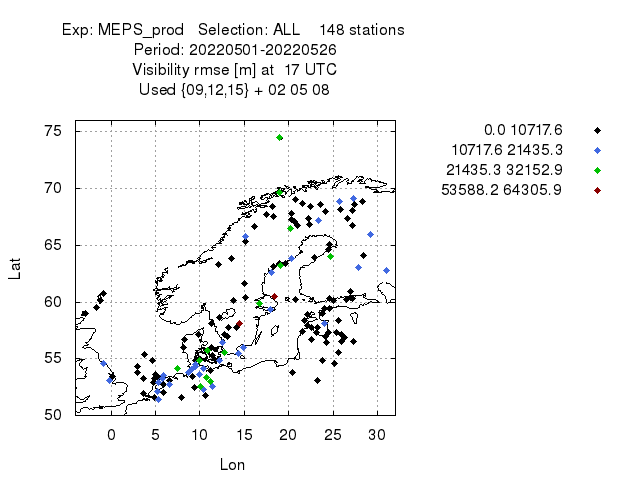 Exp: MEPS_prod   Selection: ALL    148 stations
Period: 20220501-20220526
Visibility rmse [m] at  17 UTC
Used {09,12,15} + 02 05 08
0.0 10717.6
10717.6 21435.3
21435.3 32152.9
53588.2 64305.9
75
70
65
60
55
50
Lat
0 5 10 15 20 25 30
Lon